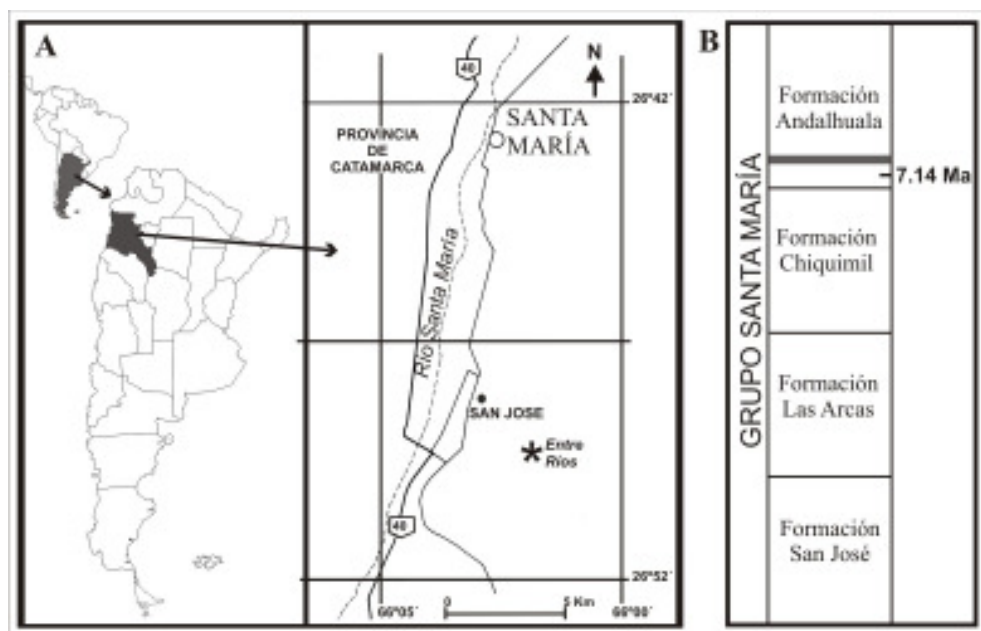 A
40
N
26°42´
PROVINCIA
DE
CATAMARCA
SANTA
MARÍA
Río Santa María
SAN JOSE
Entre
Ríos
40
26°52´
66°05´
0
5 Km
66°00´
B
GRUPO SANTA MARÍA
Formación
Andalhuala
7.14 Ma
Formación
Chiquimil
Formación
Las Arcas
Formación
San José